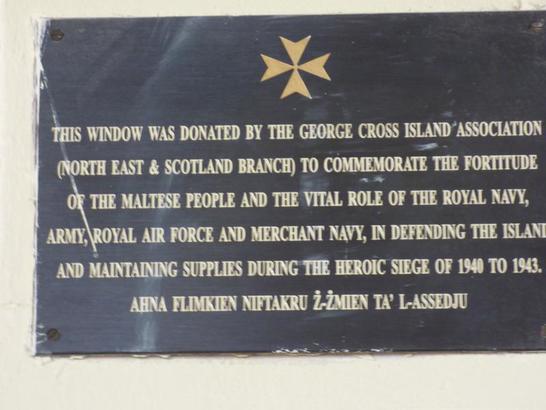 THIS WINDOW WAS DONATED BY THE GEORGE CROSS ISLAND ASSOCIATION
(NORTH EAST & SCOTLAND BRANCH) TO COMMEMORATE THE FORTITUDE
OF THE MALTESE PEOPLE AND THE VITAL ROLE OF THE ROYAL NAVY,
ARMY, ROYAL AIR FORCE AND MERCHANT NAVY, IN DEFENDING THE ISLAND
AND MAINTAINING SUPPLIES DURING THE HEROIC SIEGE OF 1940 TO 1943.
AHNA FLIMKIEN NIFTAKRU Ż-ŻMIEN TA' L-ASSEDJU